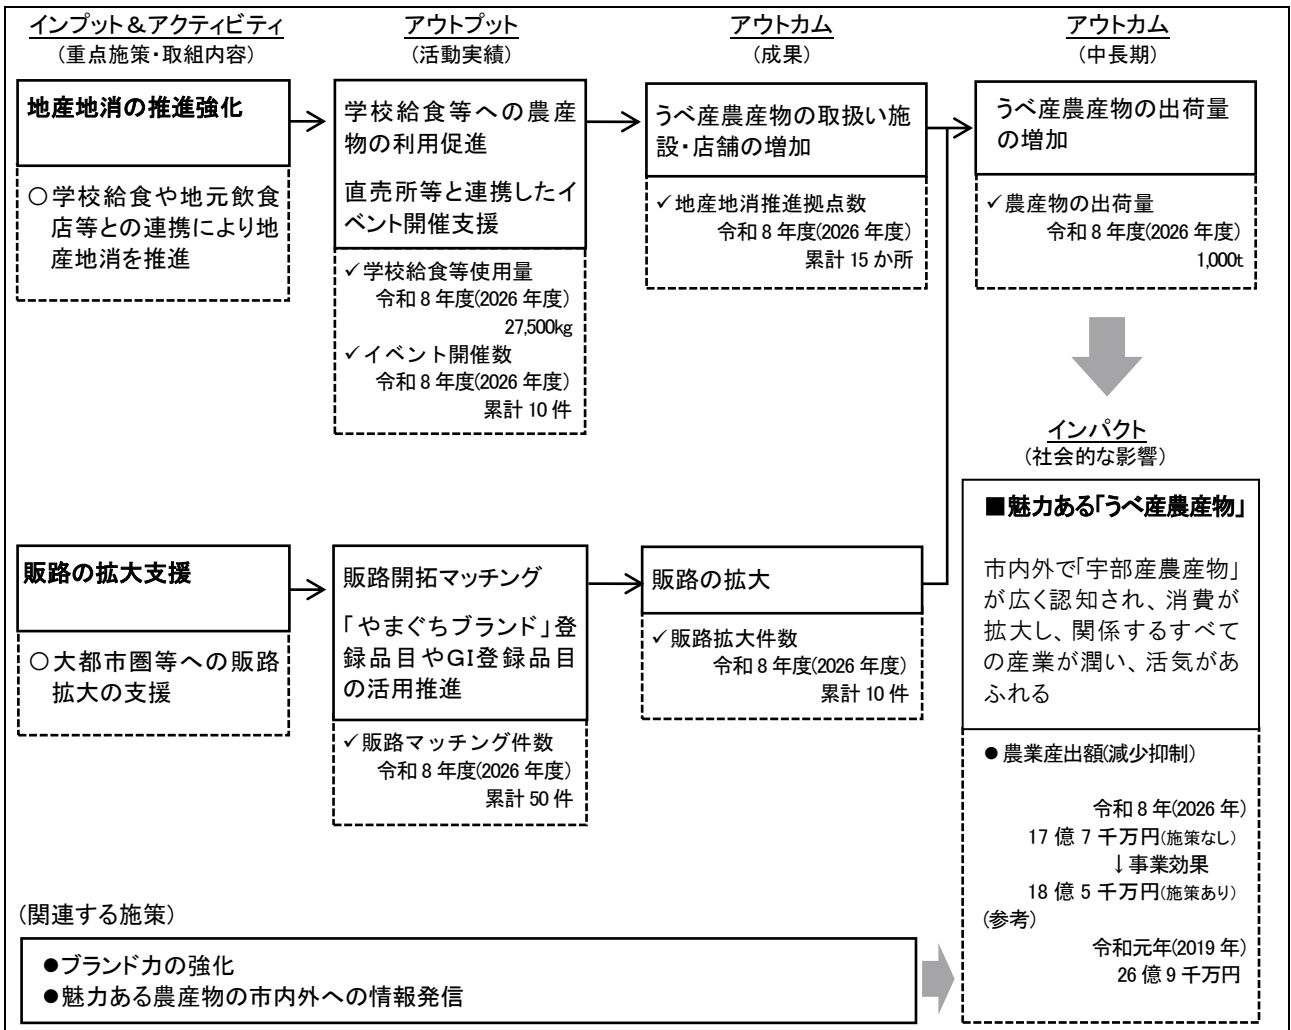 インプット＆アクティビティ
(重点施策・取組内容)
アウトプット
(活動実績)
アウトカム
(成果)
アウトカム
(中長期)
地産地消の推進強化
○学校給食や地元飲食
店等との連携により地
産地消を推進
学校給食等への農産
物の利用促進
直売所等と連携したイ
ベント開催支援
✓学校給食等使用量
令和8年度(2026年度)
27,500kg
✓イベント開催数
令和8年度(2026年度)
累計10件
うべ産農産物の取扱い施
設・店舗の増加
✓地産地消推進拠点数
令和8年度(2026年度)
累計15か所
うべ産農産物の出荷量
の増加
✓農産物の出荷量
令和8年度(2026年度)
1,000t
販路の拡大支援
○大都市圏等への販路
拡大の支援
販路開拓マッチング
「やまぐちブランド」登
録品目やGI登録品目
の活用推進
✓販路マッチング件数
令和8年度(2026年度)
累計50件
販路の拡大
✓販路拡大件数
令和8年度(2026年度)
累計10件
インパクト
(社会的な影響)
■魅力ある「うべ産農産物」
市内外で「宇部産農産物」
が広く認知され、消費が
拡大し、関係するすべて
の産業が潤い、活気があ
ふれる
●農業産出額(減少抑制)
令和8年(2026年)
17億7千万円(施策なし)
↓事業効果
18億5千万円(施策あり)
(参考)
令和元年(2019年)
26億9千万円
(関連する施策)
●ブランド力の強化
●魅力ある農産物の市内外への情報発信